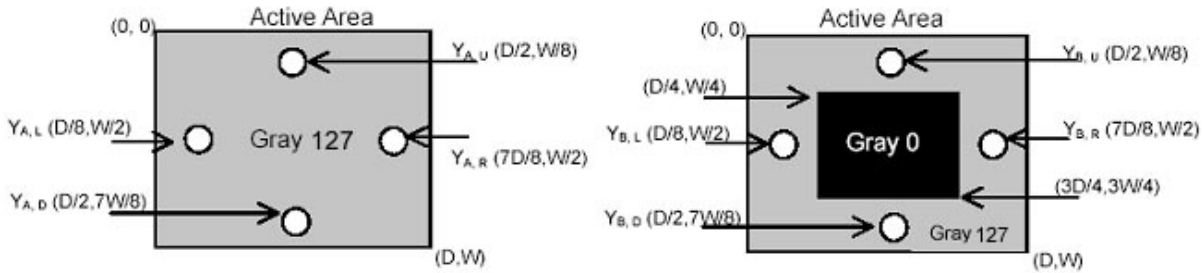 Active Area
(0, 0)
Y_A, U (D/2,W/8)
Y_A, L (D/8,W/2)
Gray 127
Y_A, R (7D/8,W/2)
Y_A, D (D/2,7W/8)
(D,W)
Active Area
(0, 0)
Y_B, U (D/2,W/8)
(D/4,W/4)
Y_B, L (D/8,W/2)
Gray 0
Y_B, R (7D/8,W/2)
(3D/4,3W/4)
Y_B, D (D/2,7W/8)
Gray 127
(D,W)